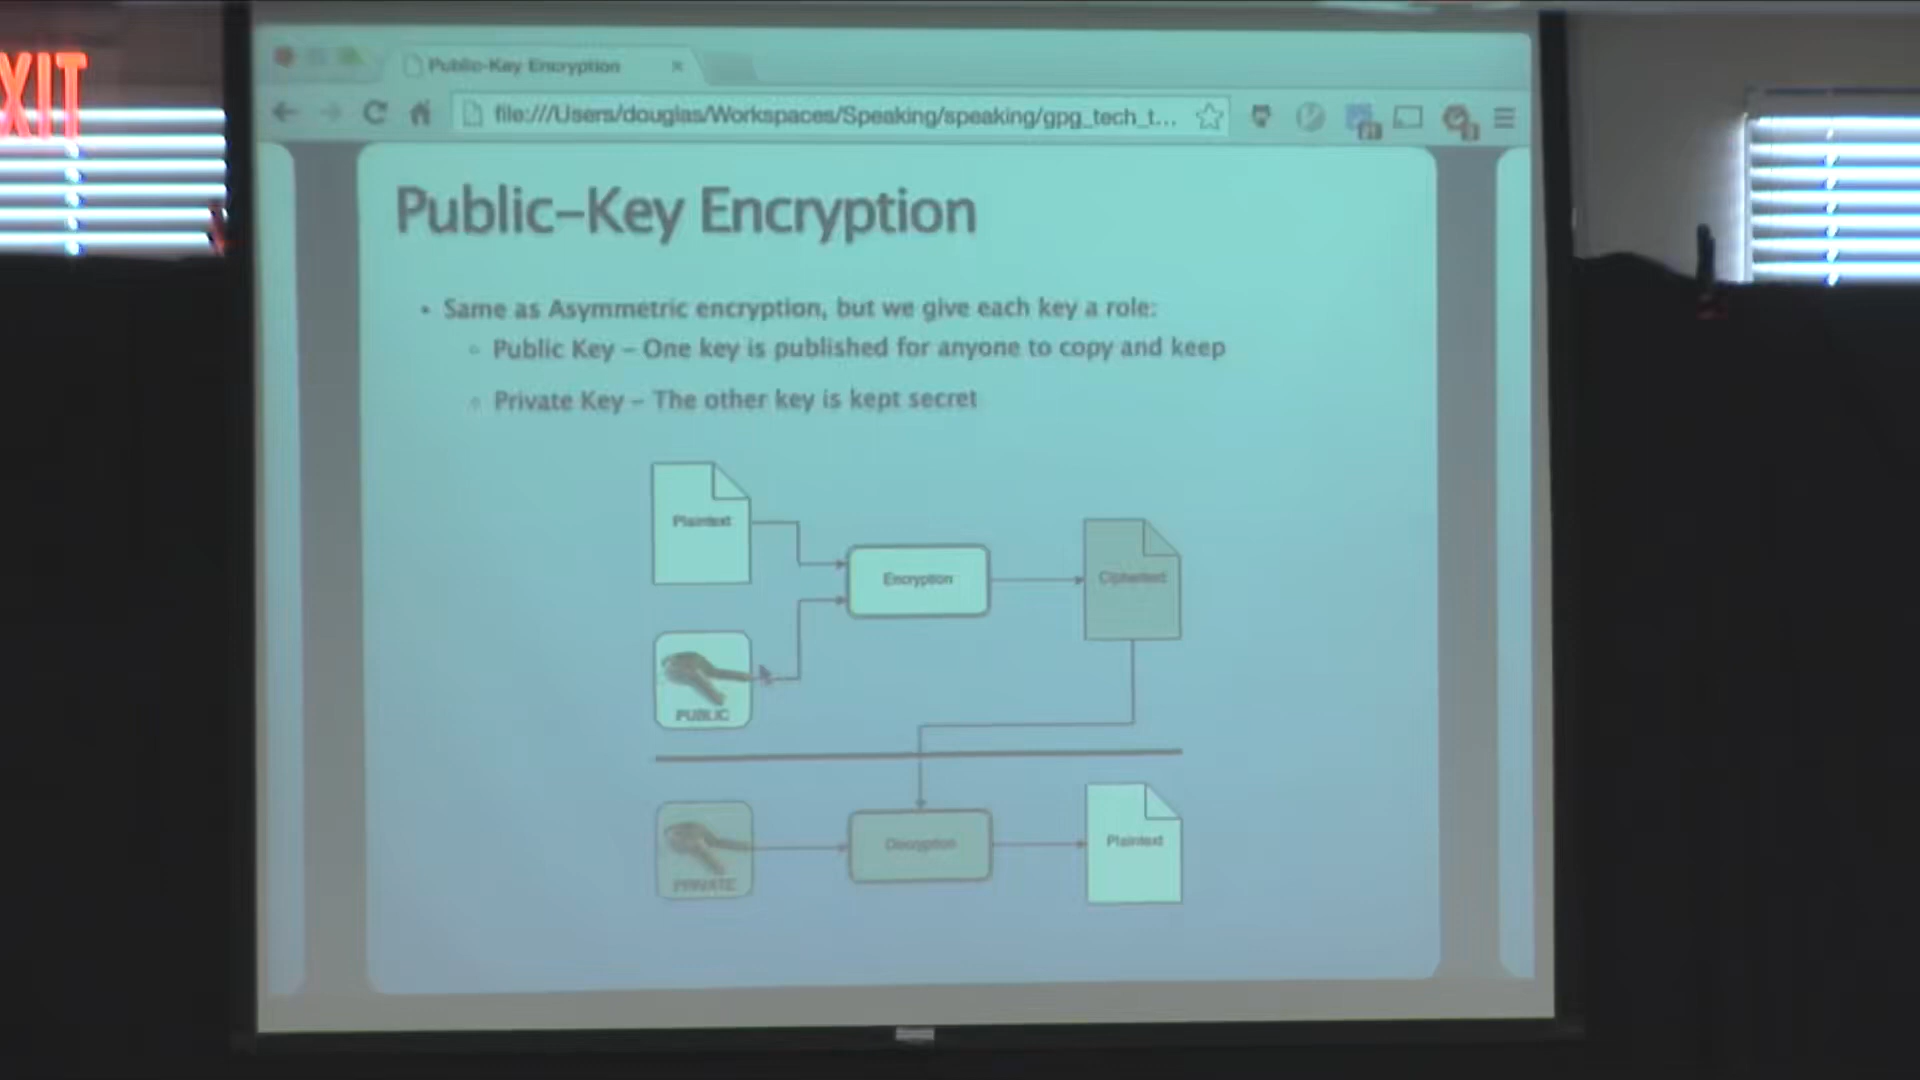 XIT
Public-Key Encryption
file:///Users/douglas/Workspaces/Speaking/speaking/gpg_tech_t...
Public-Key Encryption
• Same as Asymmetric encryption, but we give each key a role:
◦ Public Key – One key is published for anyone to copy and keep
◦ Private Key – The other key is kept secret
Plaintext
Encryption
Ciphertext
PUBLIC
PRIVATE
Decryption
Plaintext